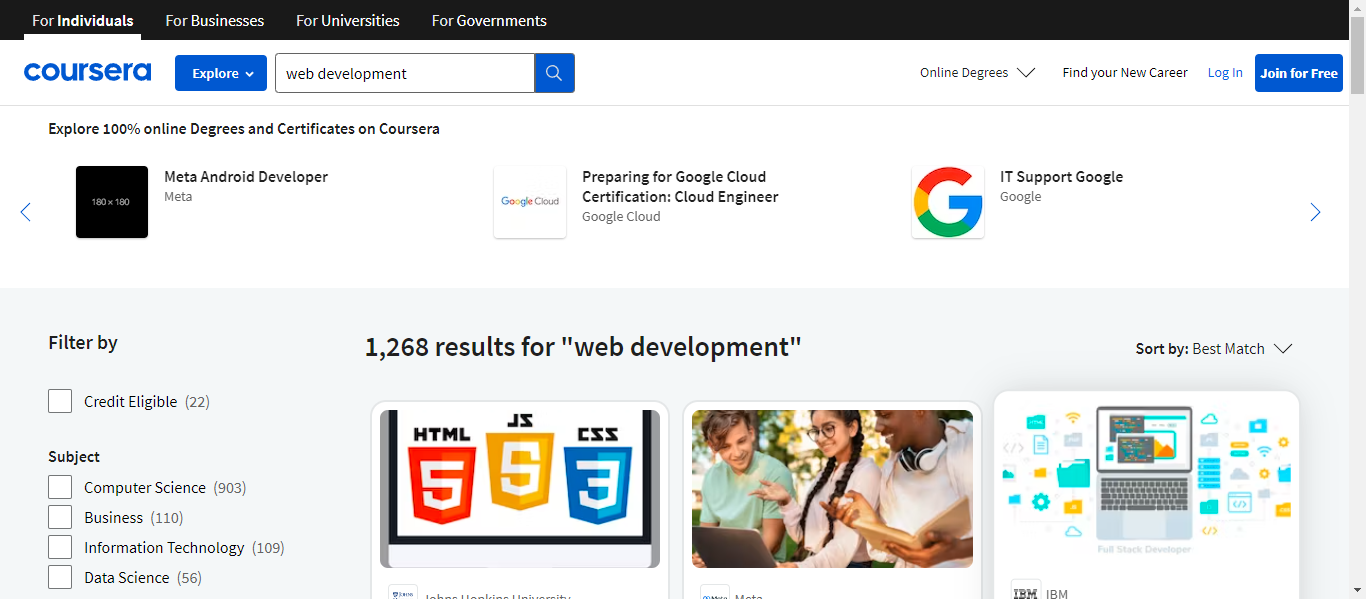 For Individuals
For Businesses
For Universities
For Governments
coursera
Explore
web development
Online Degrees
Find your New Career
Log In
Join for Free
Explore 100% online Degrees and Certificates on Coursera
180 × 180
Meta Android Developer
Meta
Google Cloud
Preparing for Google Cloud
Certification: Cloud Engineer
Google Cloud
IT Support Google
Google
Filter by
1,268 results for "web development"
Sort by: Best Match
Credit Eligible (22)
Subject
Computer Science (903)
Business (110)
Information Technology (109)
Data Science (56)
HTML
5
JS
5
CSS
3
Full Stack Developer
Johns Hopkins University
Meta
IBM
IBM